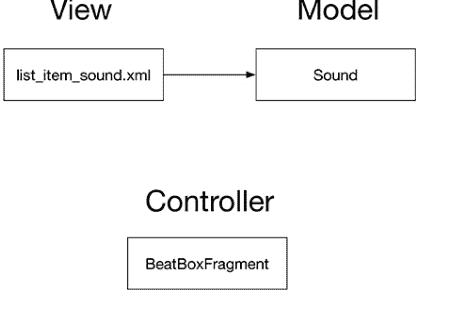 View
Model
list_item_sound.xml
Sound
Controller
BeatBoxFragment